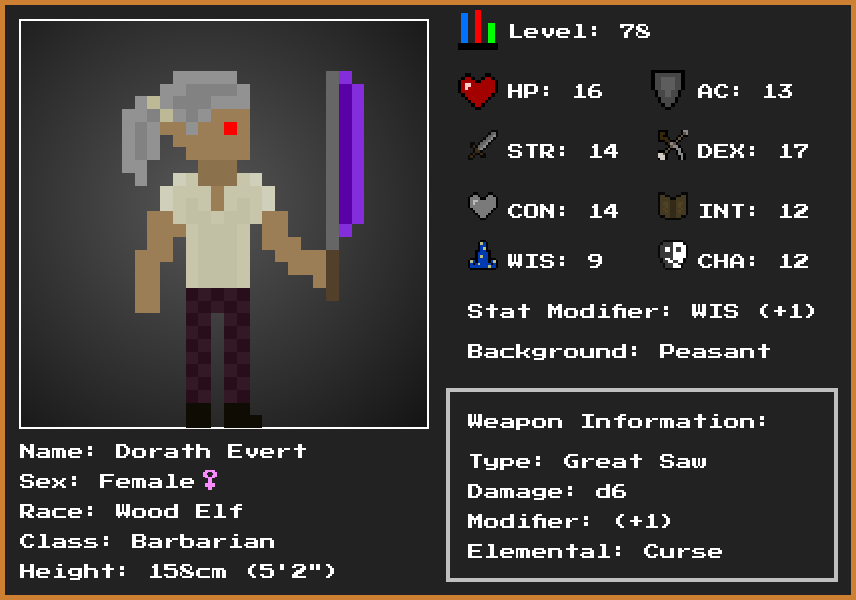 Level: 78
HP: 16 AC: 13
STR: 14 DEX: 17
CON: 14 INT: 12
WIS: 9 CHA: 12
Stat Modifier: WIS (+1)
Background: Peasant
Weapon Information:
Type: Great Saw
Damage: d6
Modifier: (+1)
Elemental: Curse
Name: Dorath Evert
Sex: Female♀
Race: Wood Elf
Class: Barbarian
Height: 158cm (5'2")